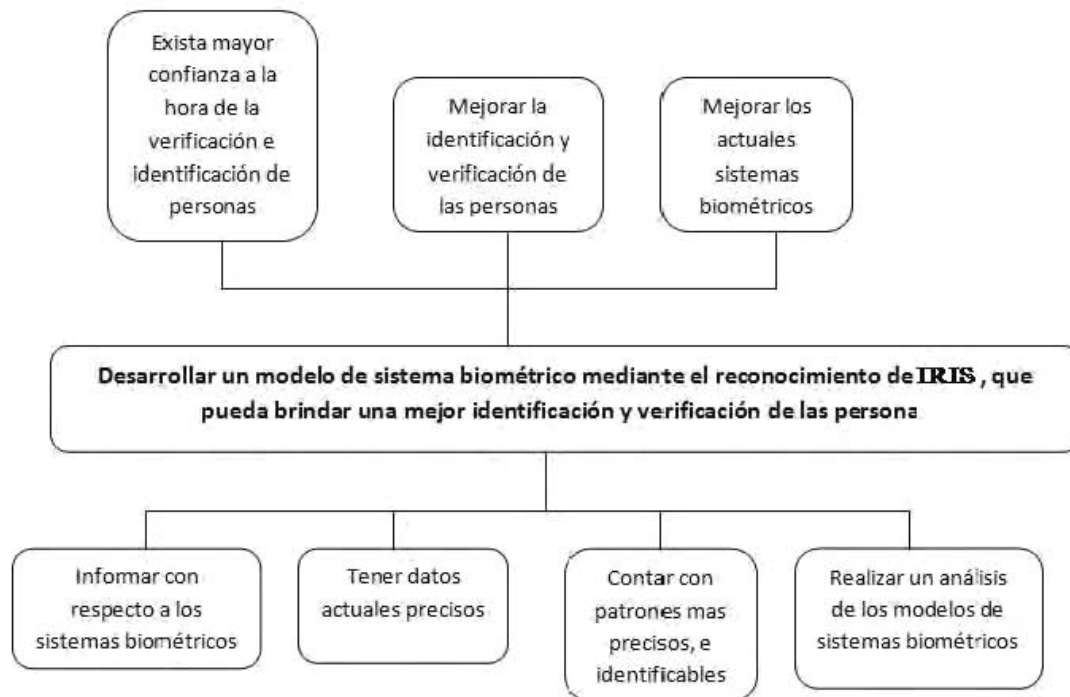 Exista mayor
confianza a la
hora de la
verificación e
identificación de
personas
Mejorar la
identificación y
verificación de
las personas
Mejorar los
actuales
sistemas
biométricos
Desarrollar un modelo de sistema biométrico mediante el reconocimiento de IRIS , que
pueda brindar una mejor identificación y verificación de las persona
Informar con
respecto a los
sistemas biométricos
Tener datos
actuales precisos
Contar con
patrones mas
precisos, e
identificables
Realizar un análisis
de los modelos de
sistemas biométricos